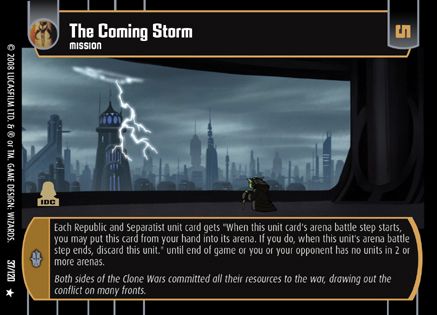 The Coming Storm
MISSION
5
© 2008 LUCASFILM LTD. & ® or TM. GAME DESIGN: WIZARDS.
IDC
Each Republic and Separatist unit card gets "When this unit card's arena battle step starts,
you may put this card from your hand into its arena. If you do, when this unit's arena battle
step ends, discard this unit." until end of game or you or your opponent has no units in 2 or
more arenas.
Both sides of the Clone Wars committed all their resources to the war, drawing out the
conflict on many fronts.